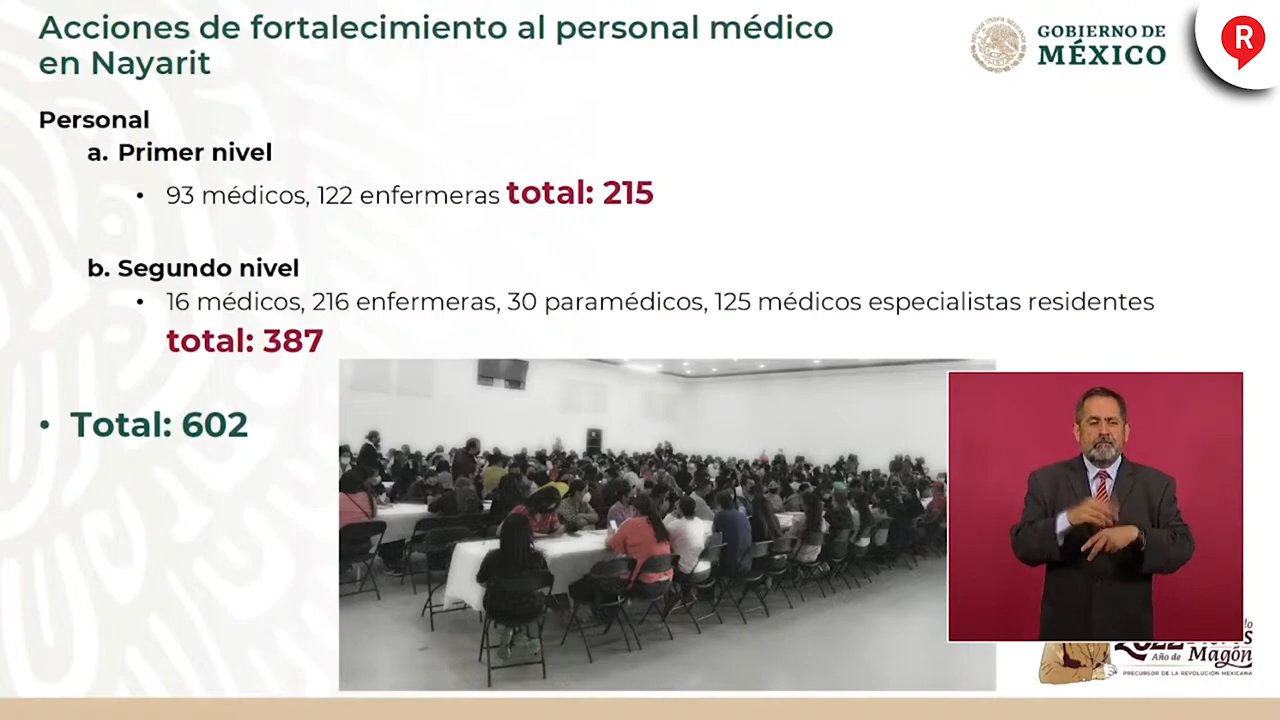 Acciones de fortalecimiento al personal médico
en Nayarit
GOBIERNO DE
MÉXICO
R
Personal
a. Primer nivel
• 93 médicos, 122 enfermeras total: 215
b. Segundo nivel
• 16 médicos, 216 enfermeras, 30 paramédicos, 125 médicos especialistas residentes
total: 387
• Total: 602
Año de Magón
PRECURSOR DE LA REVOLUCIÓN MEXICANA